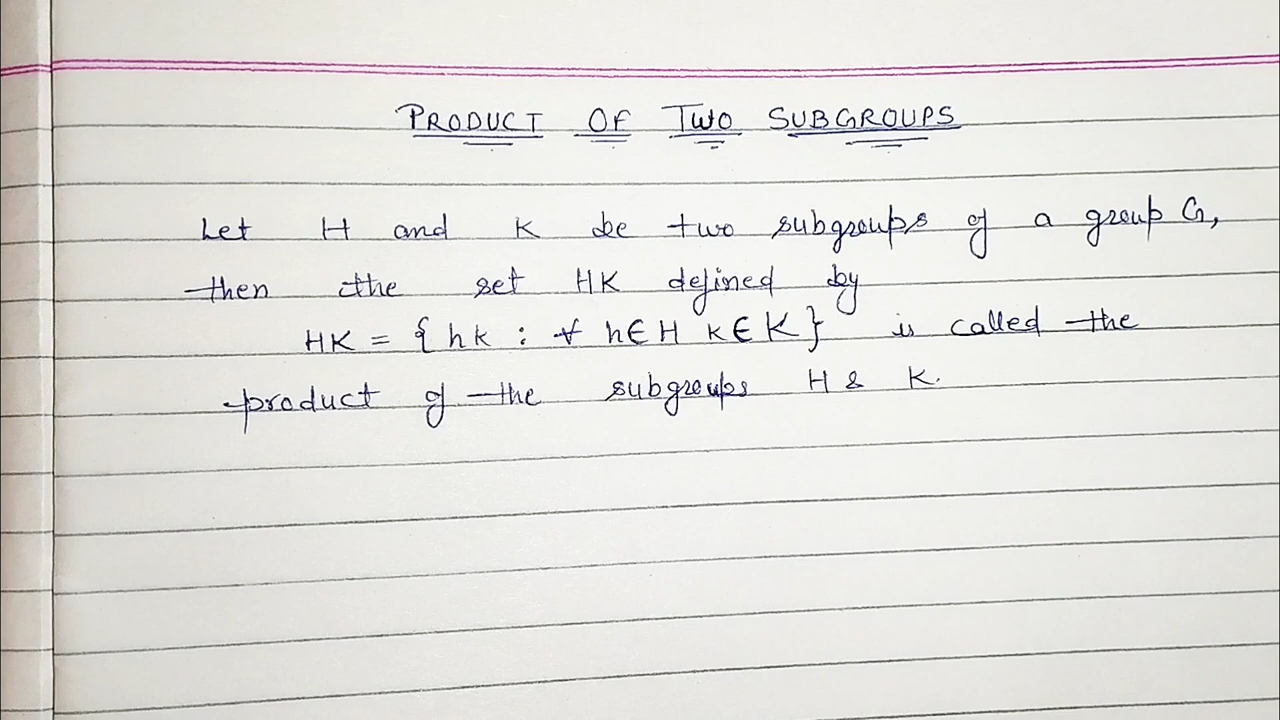 PRODUCT OF TWO SUBGROUPS
Let H and K be two subgroups of a group G,
then the set HK defined by
HK = { hk : ∀ h∈H k∈K } is called the
product of the subgroups H & K.